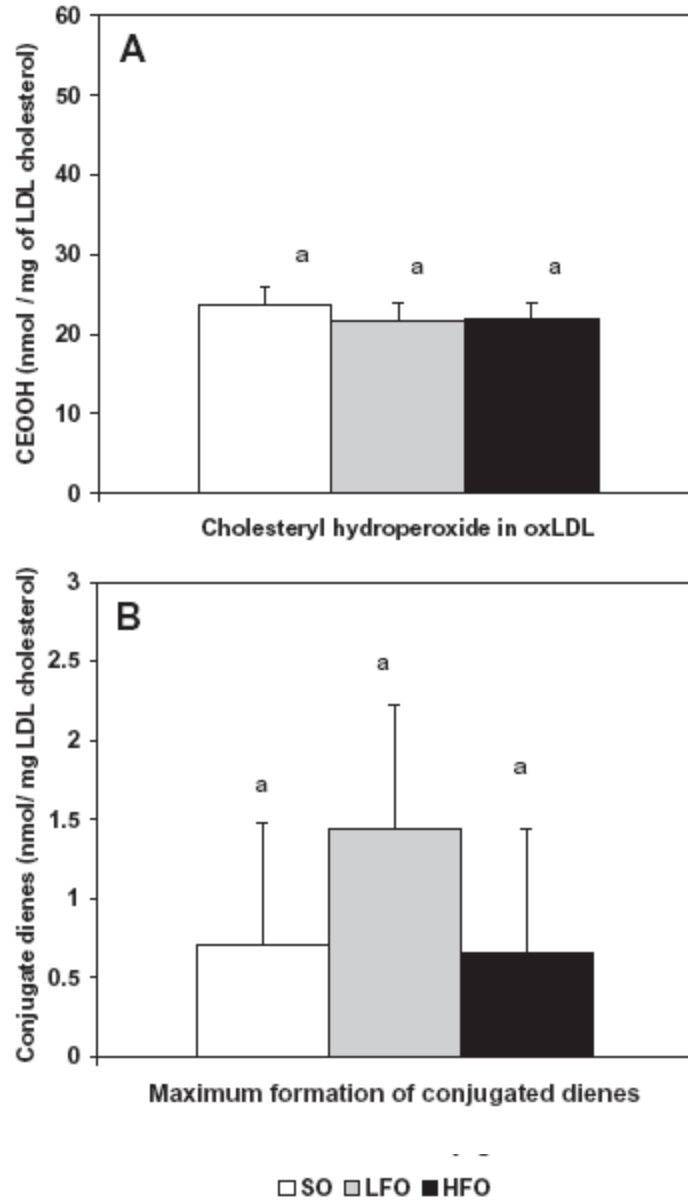 60
A
50
40
30
20
10
0
CEOOH (nmol / mg of LDL cholesterol)
a
a
a
Cholesteryl hydroperoxide in oxLDL
3
B
2.5
2
1.5
1
0.5
0
Conjugate dienes (nmol/ mg LDL cholesterol)
a
a
a
Maximum formation of conjugated dienes
SO LFO HFO